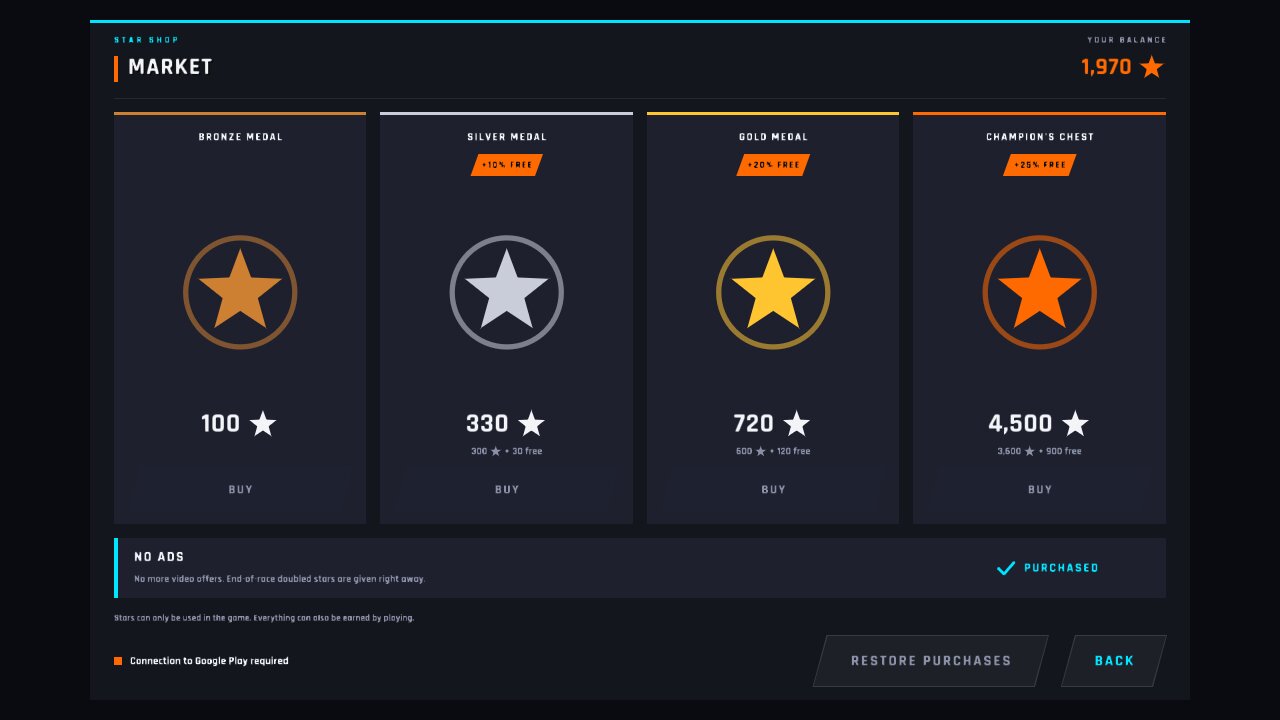 STAR SHOP
MARKET
YOUR BALANCE
1,970
BRONZE MEDAL
100
BUY
SILVER MEDAL
+10% FREE
330
300 + 30 free
BUY
GOLD MEDAL
+20% FREE
720
600 + 120 free
BUY
CHAMPION'S CHEST
+25% FREE
4,500
3,600 + 900 free
BUY
NO ADS
No more video offers. End-of-race doubled stars are given right away.
PURCHASED
Stars can only be used in the game. Everything can also be earned by playing.
Connection to Google Play required
RESTORE PURCHASES
BACK